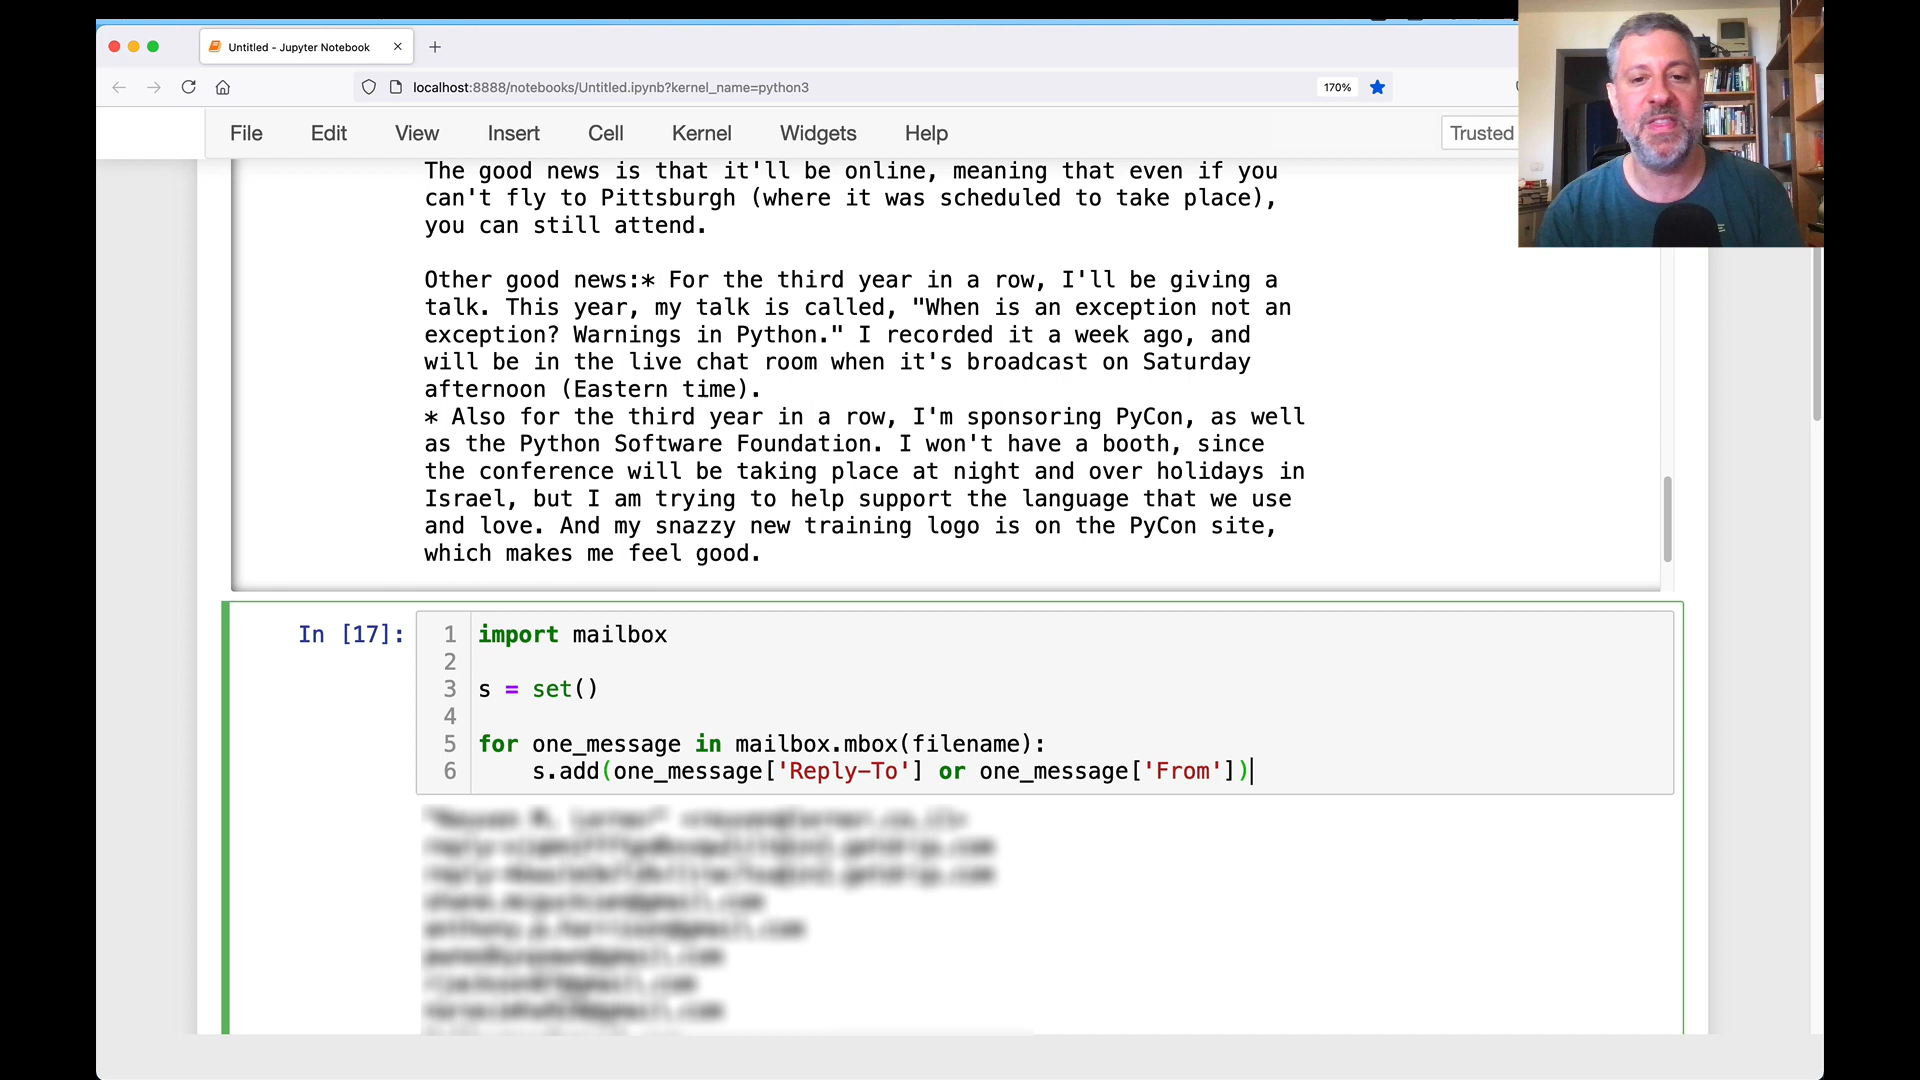 Untitled - Jupyter Notebook
localhost:8888/notebooks/Untitled.ipynb?kernel_name=python3
170%
File Edit View Insert Cell Kernel Widgets Help
Trusted
The good news is that it'll be online, meaning that even if you
can't fly to Pittsburgh (where it was scheduled to take place),
you can still attend.
Other good news:* For the third year in a row, I'll be giving a
talk. This year, my talk is called, "When is an exception not an
exception? Warnings in Python." I recorded it a week ago, and
will be in the live chat room when it's broadcast on Saturday
afternoon (Eastern time).
* Also for the third year in a row, I'm sponsoring PyCon, as well
as the Python Software Foundation. I won't have a booth, since
the conference will be taking place at night and over holidays in
Israel, but I am trying to help support the language that we use
and love. And my snazzy new training logo is on the PyCon site,
which makes me feel good.
In [17]:
1 import mailbox
2
3 s = set()
4
5 for one_message in mailbox.mbox(filename):
6     s.add(one_message['Reply-To'] or one_message['From'])